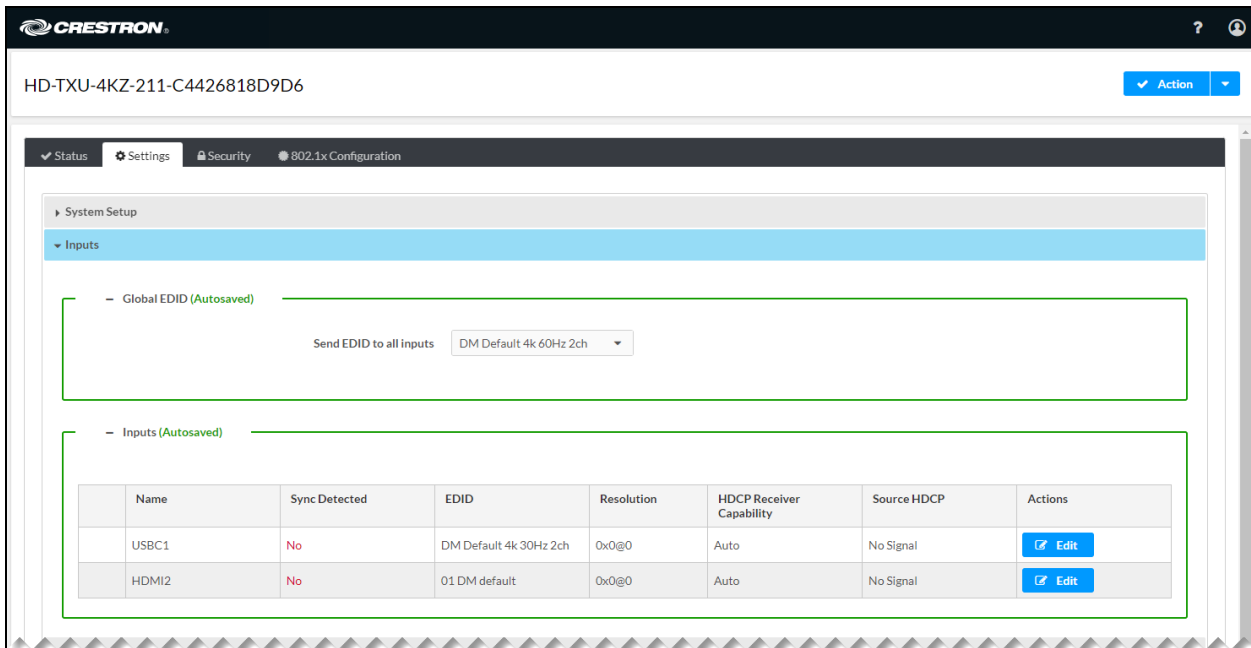 CRESTRON®
?
HD-TXU-4KZ-211-C4426818D9D6
Action
Status Settings Security 802.1x Configuration
System Setup
Inputs
– Global EDID (Autosaved)
Send EDID to all inputs DM Default 4k 60Hz 2ch
– Inputs (Autosaved)
Name Sync Detected EDID Resolution HDCP Receiver Capability Source HDCP Actions
USBC1 No DM Default 4k 30Hz 2ch 0x0@0 Auto No Signal Edit
HDMI2 No 01 DM default 0x0@0 Auto No Signal Edit